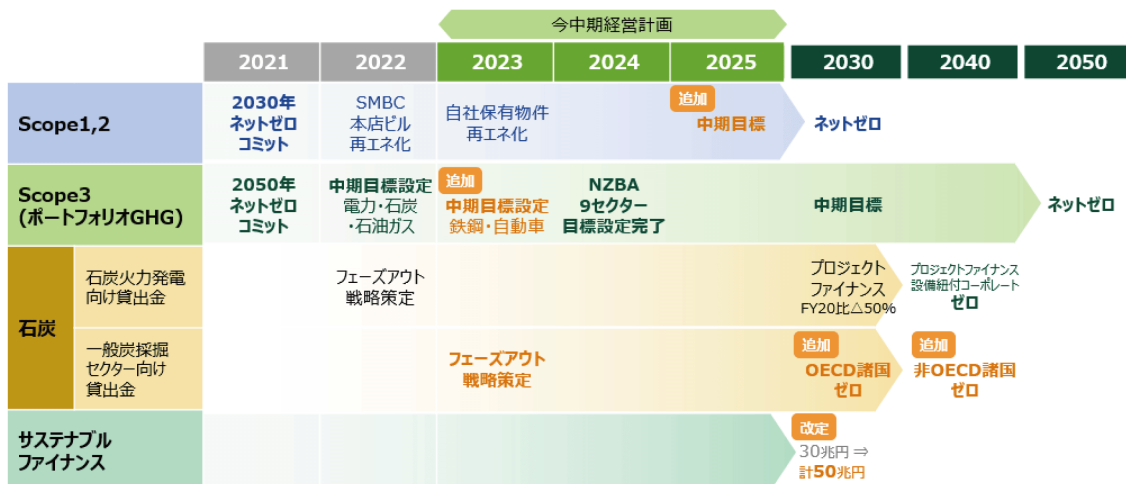 今中期経営計画
2021
2022
2023
2024
2025
2030
2040
2050
Scope1,2
2030年
ネットゼロ
コミット
SMBC
本店ビル
再エネ化
自社保有物件
再エネ化
追加
中期目標
ネットゼロ
Scope3
(ポートフォリオGHG)
2050年
ネットゼロ
コミット
中期目標設定
電力・石炭
・石油ガス
追加
中期目標設定
鉄鋼・自動車
NZBA
9セクター
目標設定完了
中期目標
ネットゼロ
石炭
石炭火力発電
向け貸出金
フェーズアウト
戦略策定
プロジェクト
ファイナンス
FY20比△50%
プロジェクトファイナンス
設備紐付コーポレート
ゼロ
一般炭採掘
セクター向け
貸出金
フェーズアウト
戦略策定
追加
OECD諸国
ゼロ
追加
非OECD諸国
ゼロ
サステナブル
ファイナンス
改定
30兆円 ⇒
計50兆円